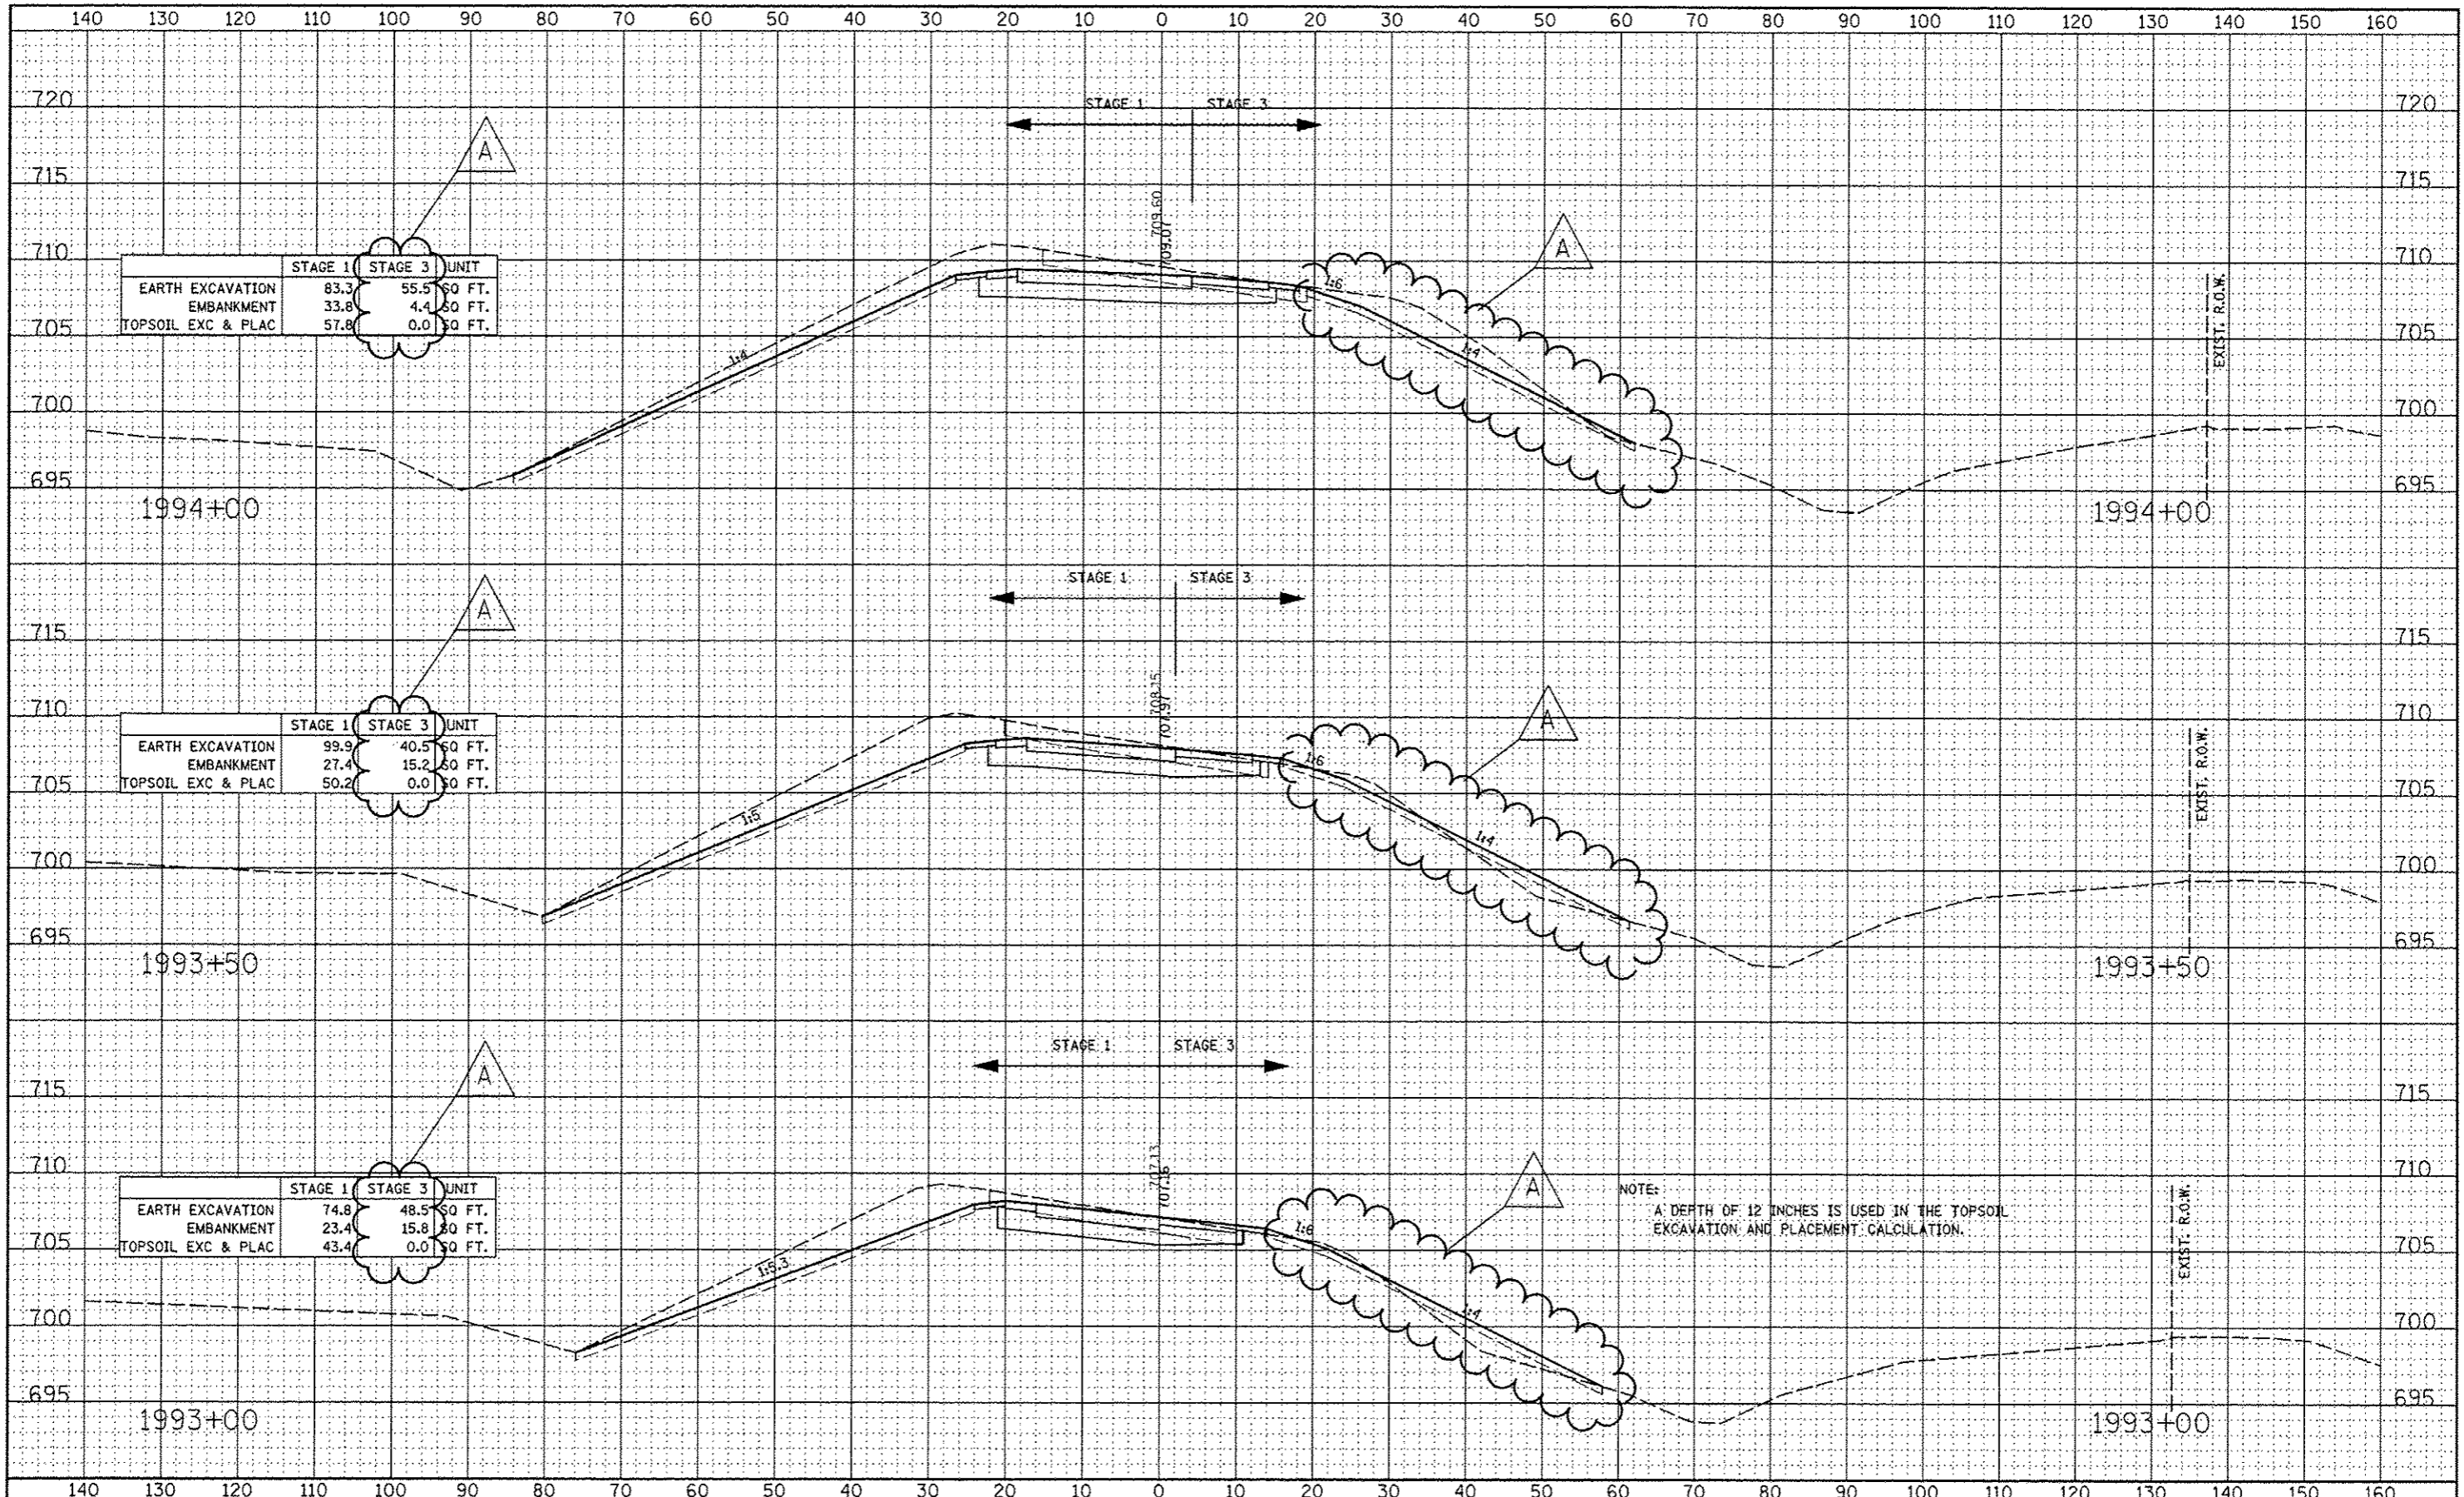 140 130 120 110 100 90 80 70 60 50 40 30 20 10 0 10 20 30 40 50 60 70 80 90 100 110 120 130 140 150 160
720 720
STAGE 1 STAGE 3
A
715 715
709.60
709.07
A
710 710
STAGE 1 STAGE 3 UNIT
EARTH EXCAVATION 83.3 55.5 SQ FT.
EMBANKMENT 33.8 4.4 SQ FT.
TOPSOIL EXC & PLAC 57.8 0.0 SQ FT.
1:6
EXIST. R.O.W.
705 705
1:4 1:4
700 700
695 695
1994+00 1994+00
STAGE 1 STAGE 3
A
715 715
708.15
707.97
A
710 710
STAGE 1 STAGE 3 UNIT
EARTH EXCAVATION 99.9 40.5 SQ FT.
EMBANKMENT 27.4 15.2 SQ FT.
TOPSOIL EXC & PLAC 50.2 0.0 SQ FT.
1:6
EXIST. R.O.W.
705 705
1:5 1:4
700 700
695 695
1993+50 1993+50
STAGE 1 STAGE 3
A
715 715
707.13
A
710 710
STAGE 1 STAGE 3 UNIT
EARTH EXCAVATION 74.8 48.5 SQ FT.
EMBANKMENT 23.4 15.8 SQ FT.
TOPSOIL EXC & PLAC 43.4 0.0 SQ FT.
NOTE:
A DEPTH OF 12 INCHES IS USED IN THE TOPSOIL
EXCAVATION AND PLACEMENT CALCULATION.
1:6
EXIST. R.O.W.
705 705
1:5.3 1:4
700 700
695 695
1993+00 1993+00
140 130 120 110 100 90 80 70 60 50 40 30 20 10 0 10 20 30 40 50 60 70 80 90 100 110 120 130 140 150 160